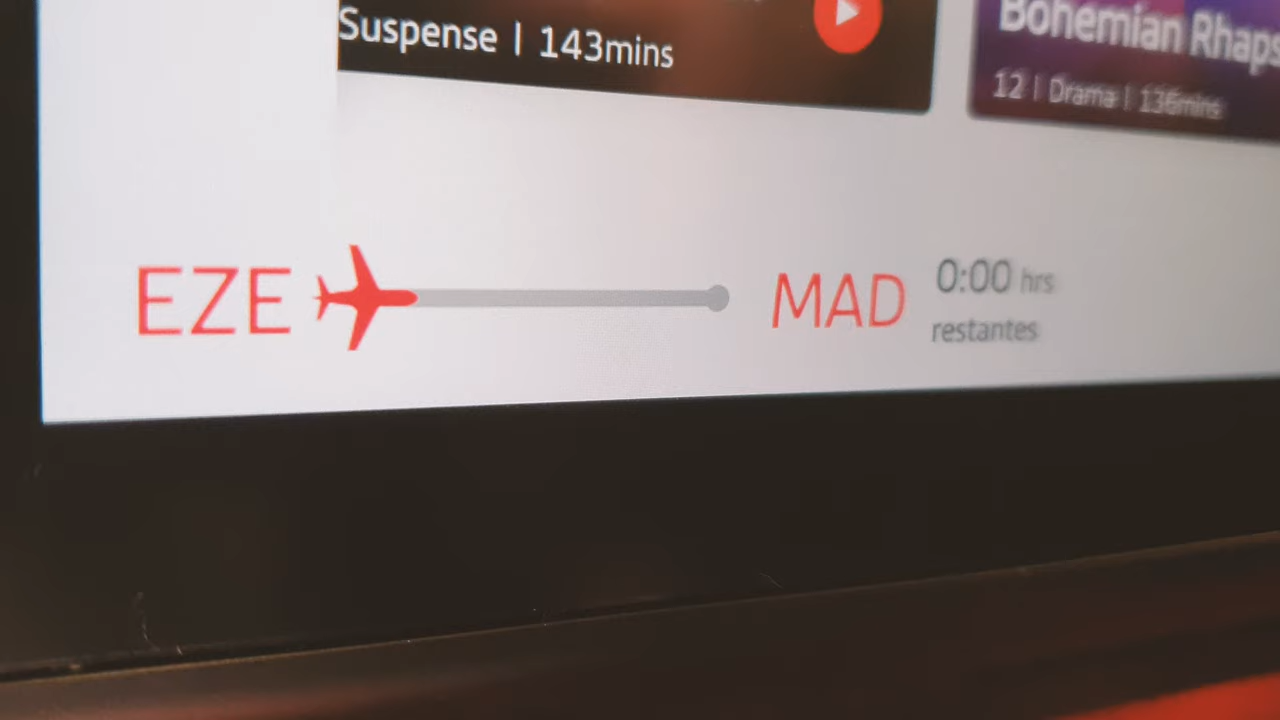 Suspense | 143mins
Bohemian Rhaps
12 | Drama | 136mins
EZE
MAD
0:00 hrs
restantes